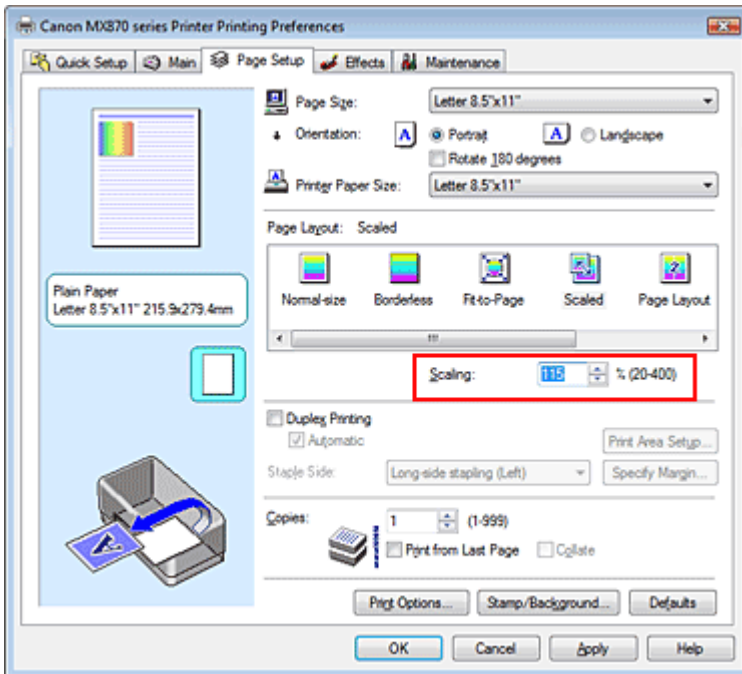 Canon MX870 series Printer Printing Preferences
Quick Setup Main Page Setup Effects Maintenance
Page Size: Letter 8.5"x11"
Orientation: A Portrait A Landscape
Rotate 180 degrees
Printer Paper Size: Letter 8.5"x11"
Page Layout: Scaled
Normal-size Borderless Fit-to-Page Scaled Page Layout
Plain Paper
Letter 8.5"x11" 215.9x279.4mm
Scaling: 115 % (20-400)
Duplex Printing
Automatic Print Area Setup...
Staple Side: Long-side stapling (Left) Specify Margin...
Copies: 1 (1-999)
Print from Last Page Collate
Print Options... Stamp/Background... Defaults
OK Cancel Apply Help